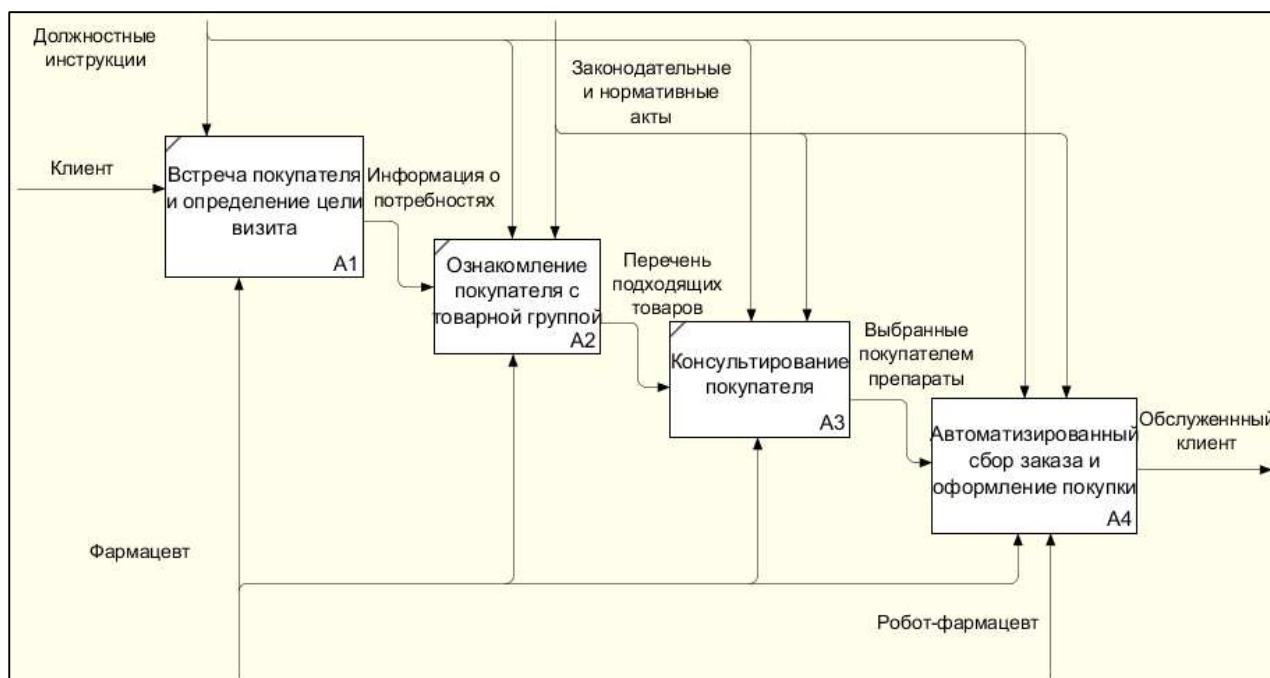 Должностные
инструкции
Законодательные
и нормативные
акты
Клиент
Встреча покупателя
и определение цели
визита
A1
Информация о
потребностях
Ознакомление
покупателя с
товарной группой
A2
Перечень
подходящих
товаров
Консультирование
покупателя
A3
Выбранные
покупателем
препараты
Автоматизированный
сбор заказа и
оформление покупки
A4
Обслуженнный
клиент
Фармацевт
Робот-фармацевт